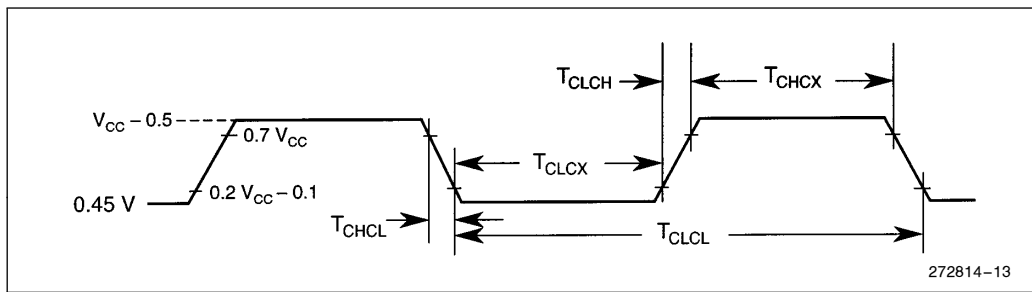 T_CLCH
T_CHCX
V_CC – 0.5
0.7 V_CC
T_CLCX
0.2 V_CC – 0.1
0.45 V
T_CHCL
T_CLCL
272814–13